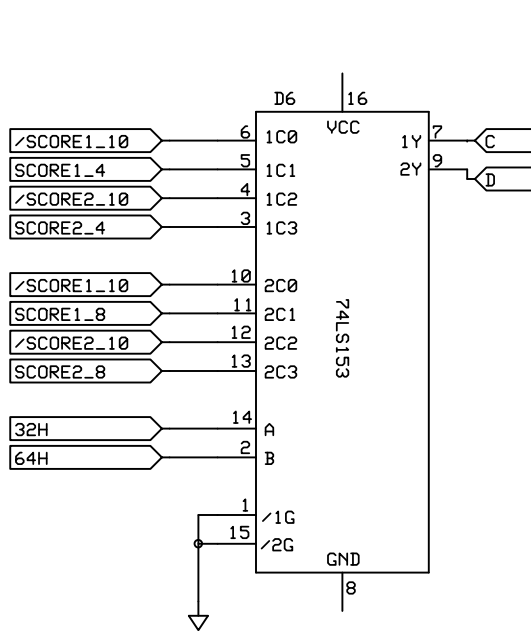 D6
16
VCC
/SCORE1_10 6 1C0 1Y 7 C
SCORE1_4 5 1C1 2Y 9 D
/SCORE2_10 4 1C2
SCORE2_4 3 1C3
/SCORE1_10 10 2C0
SCORE1_8 11 2C1
/SCORE2_10 12 2C2
SCORE2_8 13 2C3
74LS153
32H 14 A
64H 2 B
1 /1G
15 /2G
GND
8